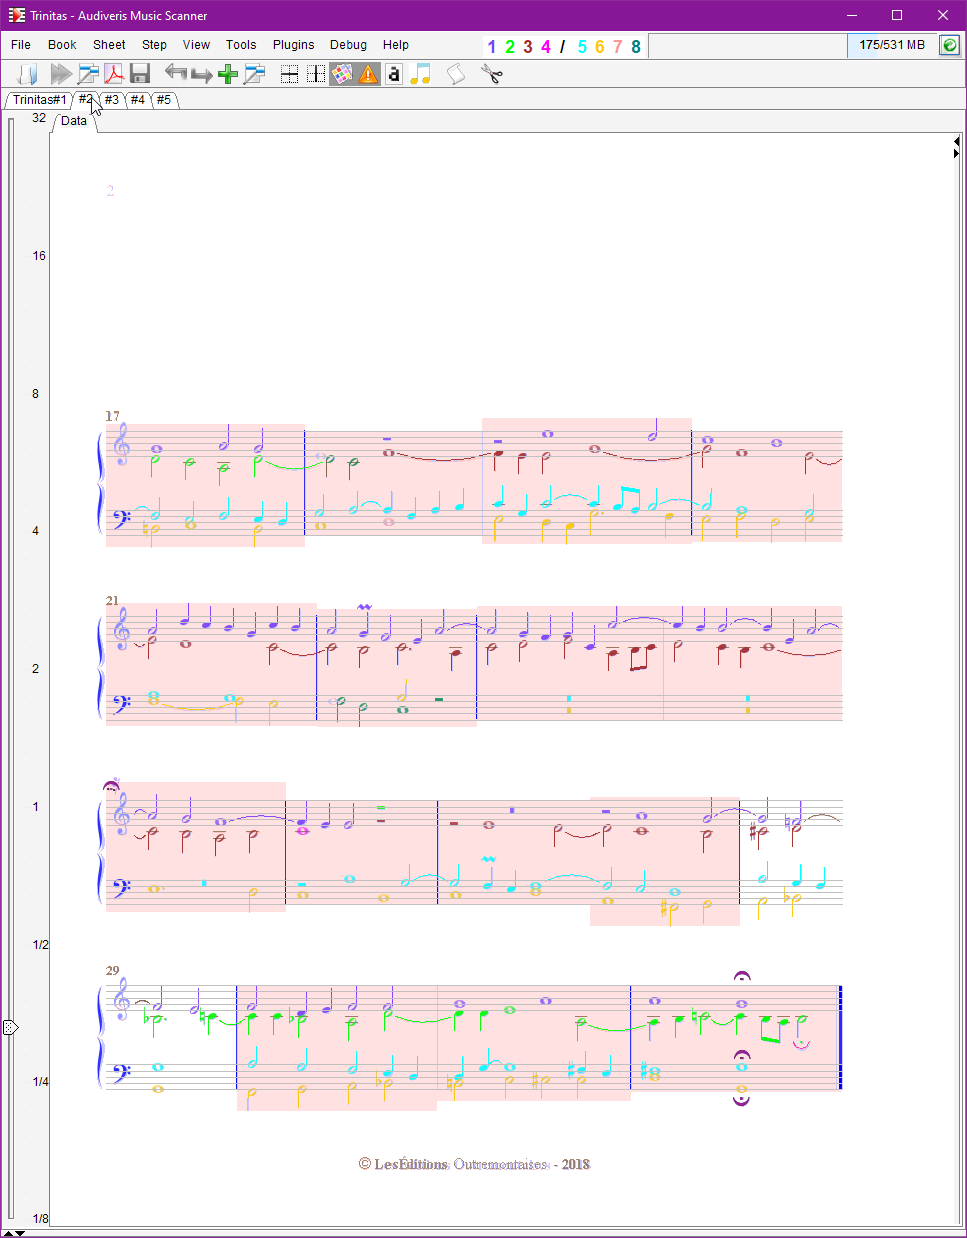 Trinitas - Audiveris Music Scanner
File Book Sheet Step View Tools Plugins Debug Help
1 2 3 4 / 5 6 7 8
175/531 MB
a
Trinitas#1 #2 #3 #4 #5
32
Data
2
16
8
17
4
21
2
1
1/2
29
1/4
© LesÉditions Outremontaises - 2018
1/8